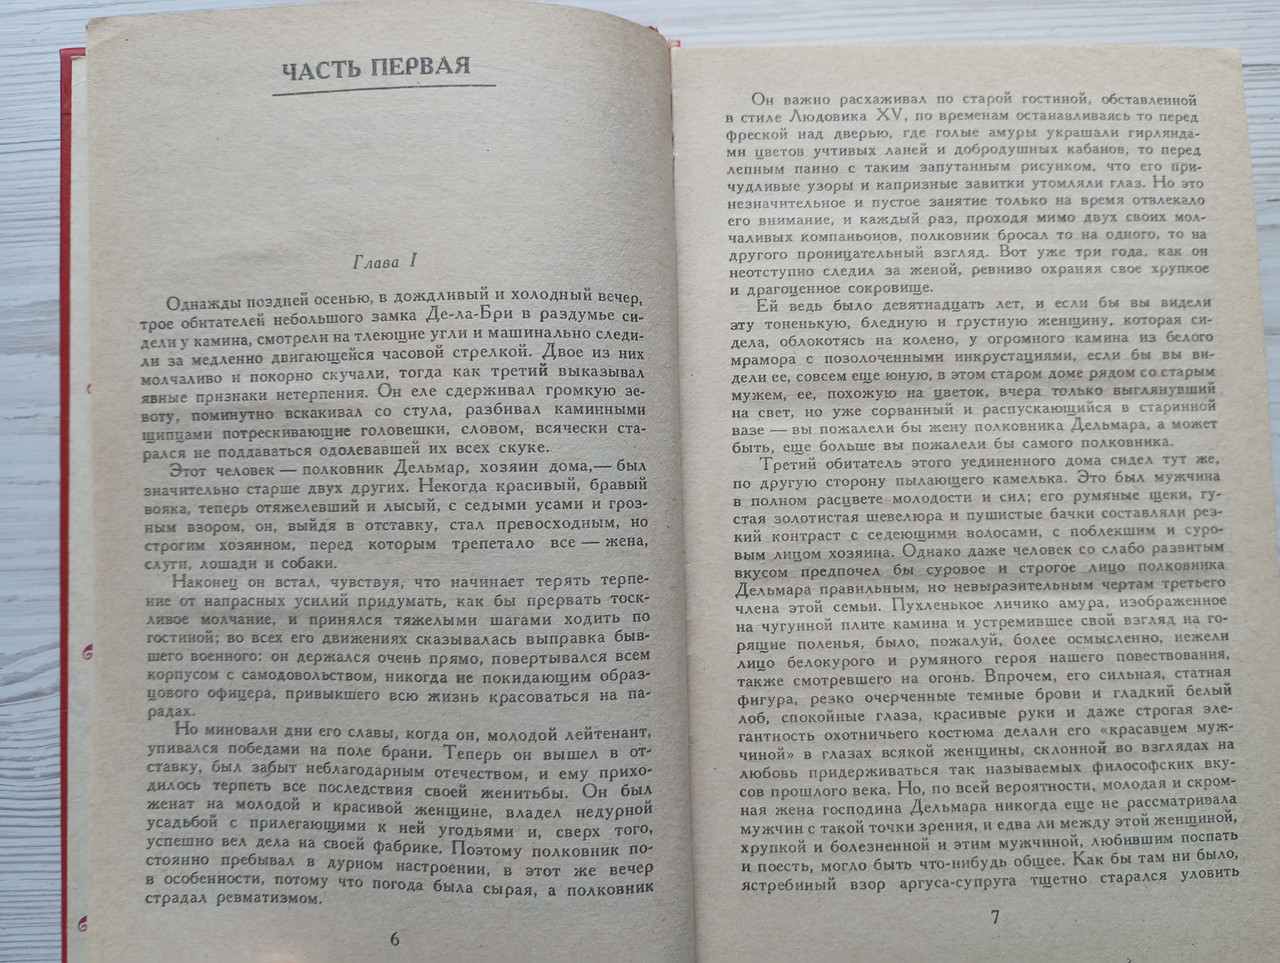 ЧАСТЬ ПЕРВАЯ
Глава I
Однажды поздней осенью, в дождливый и холодный вечер,
трое обитателей небольшого замка Де-ла-Бри в раздумье си-
дели у камина, смотрели на тлеющие угли и машинально следи-
ли за медленно двигающейся часовой стрелкой. Двое из них
молчаливо и покорно скучали, тогда как третий выказывал
явные признаки нетерпения. Он еле сдерживал громкую зе-
воту, поминутно вскакивал со стула, разбивал каминными
щипцами потрескивающие головешки, словом, всячески ста-
рался не поддаваться одолевавшей их всех скуке.
Этот человек — полковник Дельмар, хозяин дома,— был
значительно старше двух других. Некогда красивый, бравый
вояка, теперь отяжелевший и лысый, с седыми усами и гроз-
ным взором, он, выйдя в отставку, стал превосходным, но
строгим хозяином, перед которым трепетало все — жена,
слуги, лошади и собаки.
Наконец он встал, чувствуя, что начинает терять терпе-
ние от напрасных усилий придумать, как бы прервать тоск-
ливое молчание, и принялся тяжелыми шагами ходить по
гостиной; во всех его движениях сказывалась выправка быв-
шего военного: он держался очень прямо, повертывался всем
корпусом с самодовольством, никогда не покидающим образ-
цового офицера, привыкшего всю жизнь красоваться на па-
радах.
Но миновали дни его славы, когда он, молодой лейтенант,
упивался победами на поле брани. Теперь он вышел в от-
ставку, был забыт неблагодарным отечеством, и ему прихо-
дилось терпеть все последствия своей женитьбы. Он был
женат на молодой и красивой женщине, владел недурной
усадьбой с прилегающими к ней угодьями и, сверх того,
успешно вел дела на своей фабрике. Поэтому полковник по-
стоянно пребывал в дурном настроении, в этот же вечер
в особенности, потому что погода была сырая, а полковник
страдал ревматизмом.
6
Он важно расхаживал по старой гостиной, обставленной
в стиле Людовика XV, по временам останавливаясь то перед
фреской над дверью, где голые амуры украшали гирлянда-
ми цветов учтивых ланей и добродушных кабанов, то перед
лепным панно с таким запутанным рисунком, что его при-
чудливые узоры и капризные завитки утомляли глаз. Но это
незначительное и пустое занятие только на время отвлекало
его внимание, и каждый раз, проходя мимо двух своих мол-
чаливых компаньонов, полковник бросал то на одного, то на
другого проницательный взгляд. Вот уже три года, как он
неотступно следил за женой, ревниво охраняя свое хрупкое
и драгоценное сокровище.
Ей ведь было девятнадцать лет, и если бы вы видели
эту тоненькую, бледную и грустную женщину, которая си-
дела, облокотясь на колено, у огромного камина из белого
мрамора с позолоченными инкрустациями, если бы вы ви-
дели ее, совсем еще юную, в этом старом доме рядом со старым
мужем, ее, похожую на цветок, вчера только выглянувший
на свет, но уже сорванный и распускающийся в старинной
вазе — вы пожалели бы жену полковника Дельмара, а может
быть, еще больше вы пожалели бы самого полковника.
Третий обитатель этого уединенного дома сидел тут же,
по другую сторону пылающего камелька. Это был мужчина
в полном расцвете молодости и сил; его румяные щеки, гу-
стая золотистая шевелюра и пушистые бачки составляли рез-
кий контраст с седеющими волосами, с поблекшим и суро-
вым лицом хозяина. Однако даже человек со слабо развитым
вкусом предпочел бы суровое и строгое лицо полковника
Дельмара правильным, но невыразительным чертам третьего
члена этой семьи. Пухленькое личико амура, изображенное
на чугунной плите камина и устремившее свой взгляд на го-
рящие поленья, было, пожалуй, более осмысленно, нежели
лицо белокурого и румяного героя нашего повествования,
также смотревшего на огонь. Впрочем, его сильная, статная
фигура, резко очерченные темные брови и гладкий белый
лоб, спокойные глаза, красивые руки и даже строгая эле-
гантность охотничьего костюма делали его «красавцем муж-
чиной» в глазах всякой женщины, склонной во взглядах на
любовь придерживаться так называемых философских вку-
сов прошлого века. Но, по всей вероятности, молодая и скром-
ная жена господина Дельмара никогда еще не рассматривала
мужчин с такой точки зрения, и едва ли между этой женщиной,
хрупкой и болезненной и этим мужчиной, любившим поспать
и поесть, могло быть что-нибудь общее. Как бы там ни было,
ястребиный взор аргуса-супруга тщетно старался уловить
7